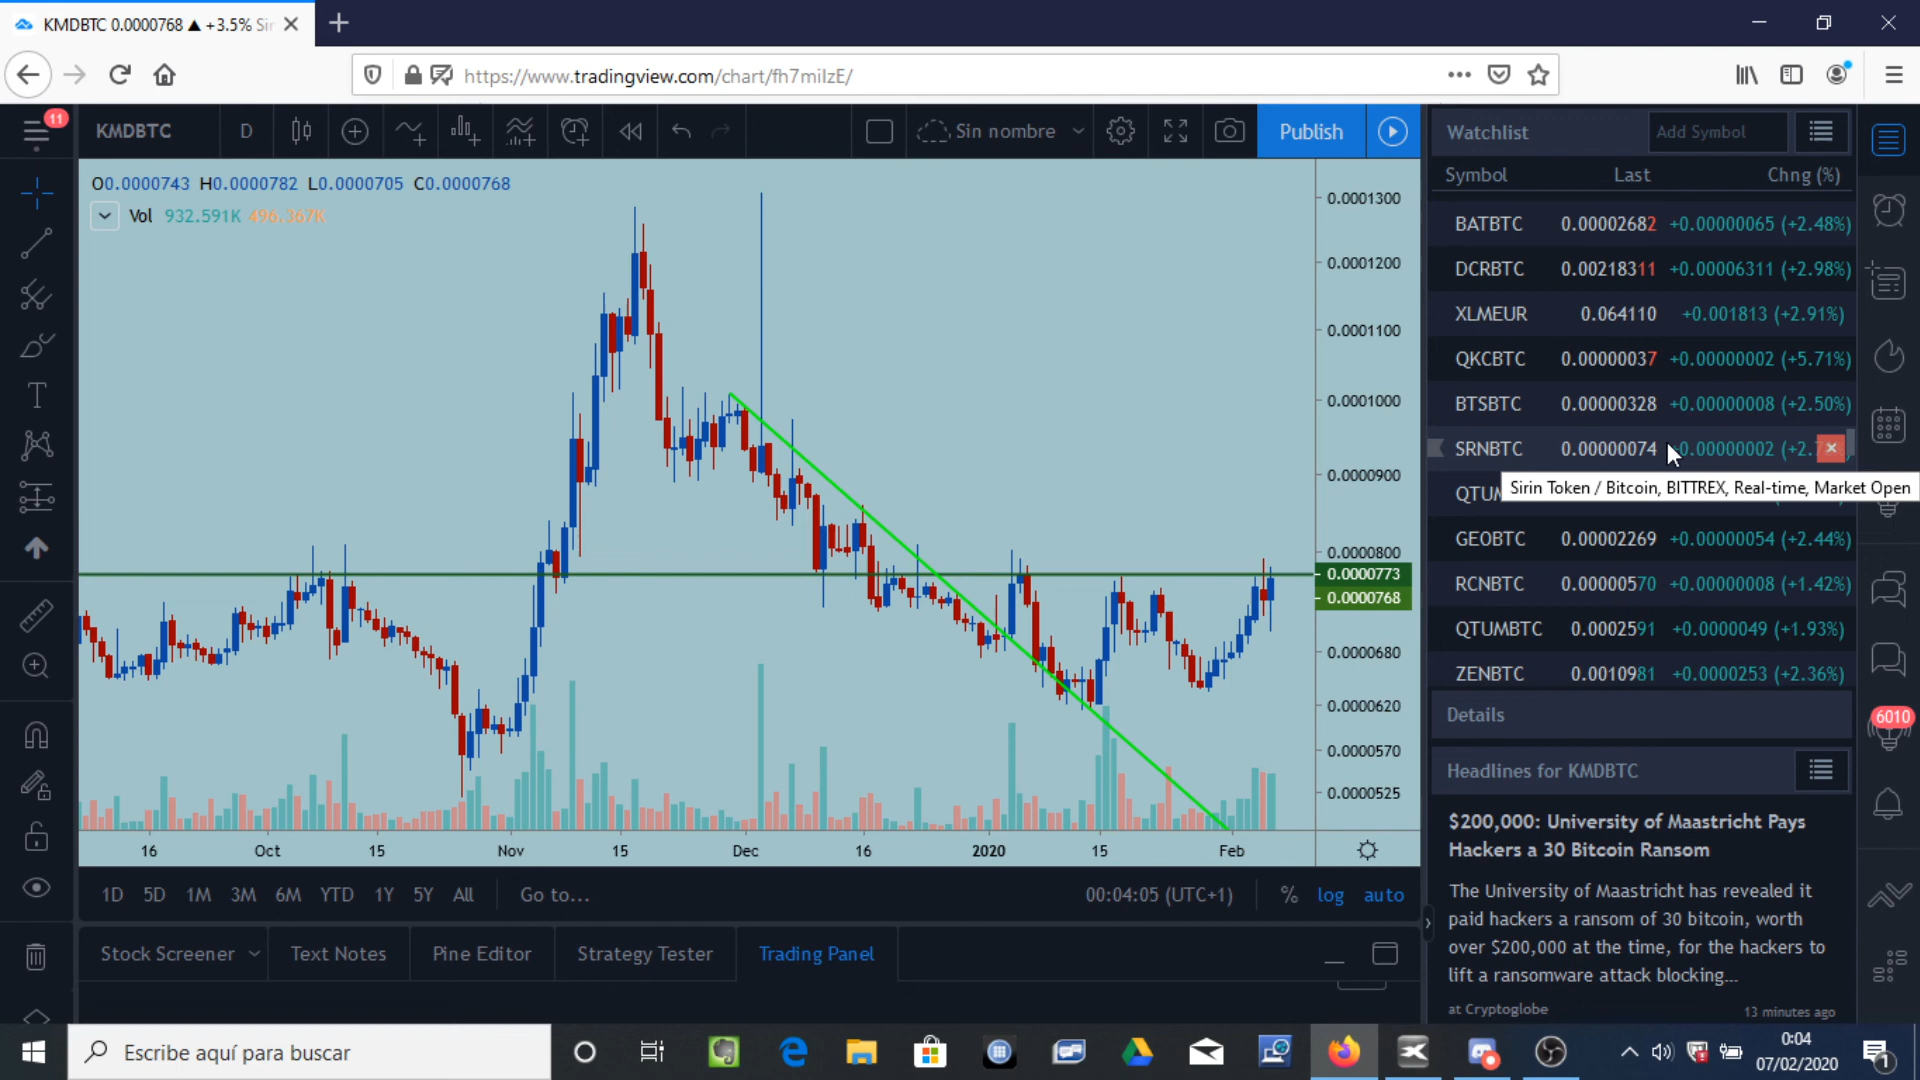 KMDBTC 0.0000768 ▲ +3.5% Sir
https://www.tradingview.com/chart/fh7miIzE/
11
KMDBTC D Sin nombre Publish
O0.0000743 H0.0000782 L0.0000705 C0.0000768
Vol 932.591K 496.367K
0.0001300
0.0001200
0.0001100
0.0001000
0.0000900
0.0000800
0.0000773
0.0000768
0.0000680
0.0000620
0.0000570
0.0000525
16 Oct 15 Nov 15 Dec 16 2020 15 Feb
1D 5D 1M 3M 6M YTD 1Y 5Y All Go to... 00:04:05 (UTC+1) % log auto
Stock Screener Text Notes Pine Editor Strategy Tester Trading Panel
Watchlist Add Symbol
Symbol Last Chng (%)
BATBTC 0.00002682 +0.00000065 (+2.48%)
DCRBTC 0.00218311 +0.00006311 (+2.98%)
XLMEUR 0.064110 +0.001813 (+2.91%)
QKCBTC 0.00000037 +0.00000002 (+5.71%)
BTSBTC 0.00000328 +0.00000008 (+2.50%)
SRNBTC 0.00000074 0.00000002 (+2.
QTUM
Sirin Token / Bitcoin, BITTREX, Real-time, Market Open
GEOBTC 0.00002269 +0.00000054 (+2.44%)
RCNBTC 0.00000570 +0.00000008 (+1.42%)
QTUMBTC 0.0002591 +0.0000049 (+1.93%)
ZENBTC 0.0010981 +0.0000253 (+2.36%)
Details
6010
Headlines for KMDBTC
$200,000: University of Maastricht Pays
Hackers a 30 Bitcoin Ransom
The University of Maastricht has revealed it
paid hackers a ransom of 30 bitcoin, worth
over $200,000 at the time, for the hackers to
lift a ransomware attack blocking...
at Cryptoglobe 13 minutes ago
Escribe aquí para buscar
0:04
07/02/2020
1